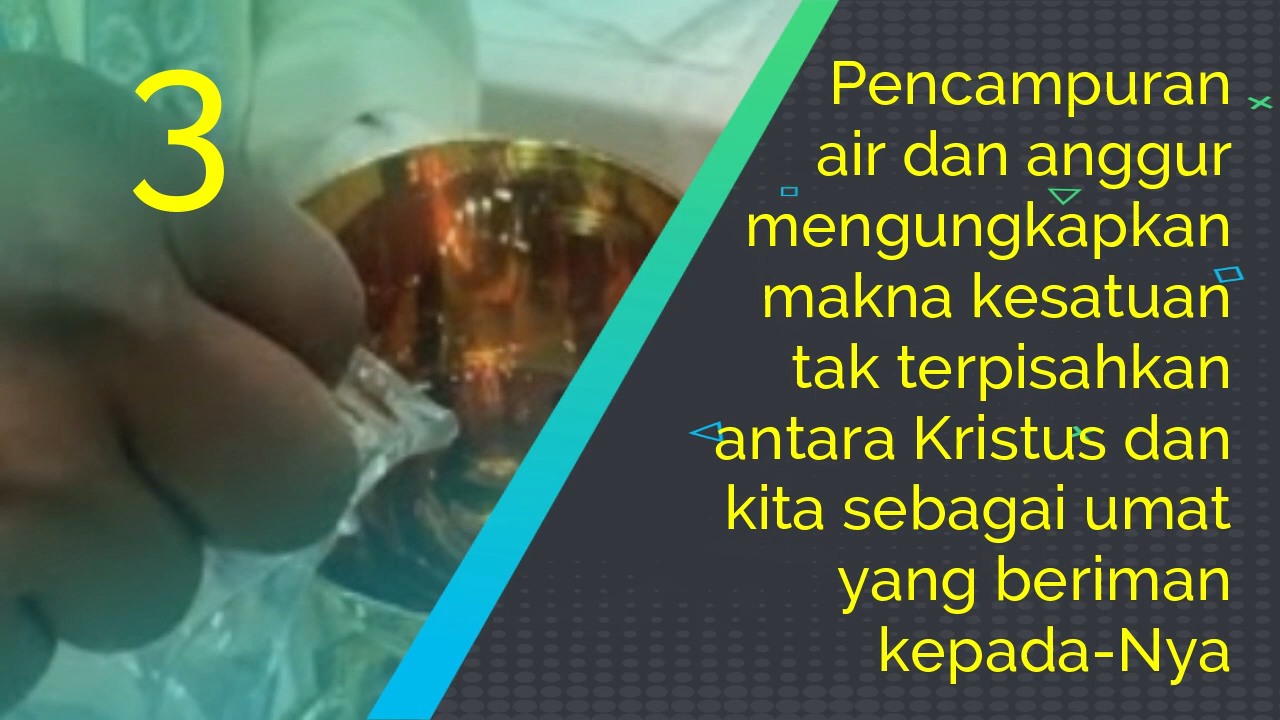 3
Pencampuran
air dan anggur
mengungkapkan
makna kesatuan
tak terpisahkan
antara Kristus dan
kita sebagai umat
yang beriman
kepada-Nya